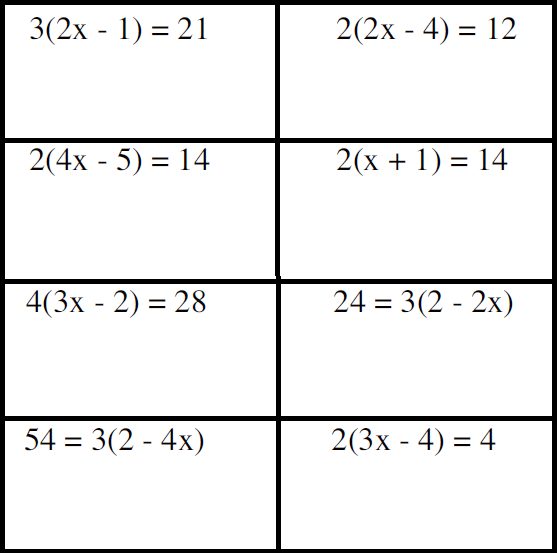 3(2x - 1) = 21
2(2x - 4) = 12
2(4x - 5) = 14
2(x + 1) = 14
4(3x - 2) = 28
24 = 3(2 - 2x)
54 = 3(2 - 4x)
2(3x - 4) = 4